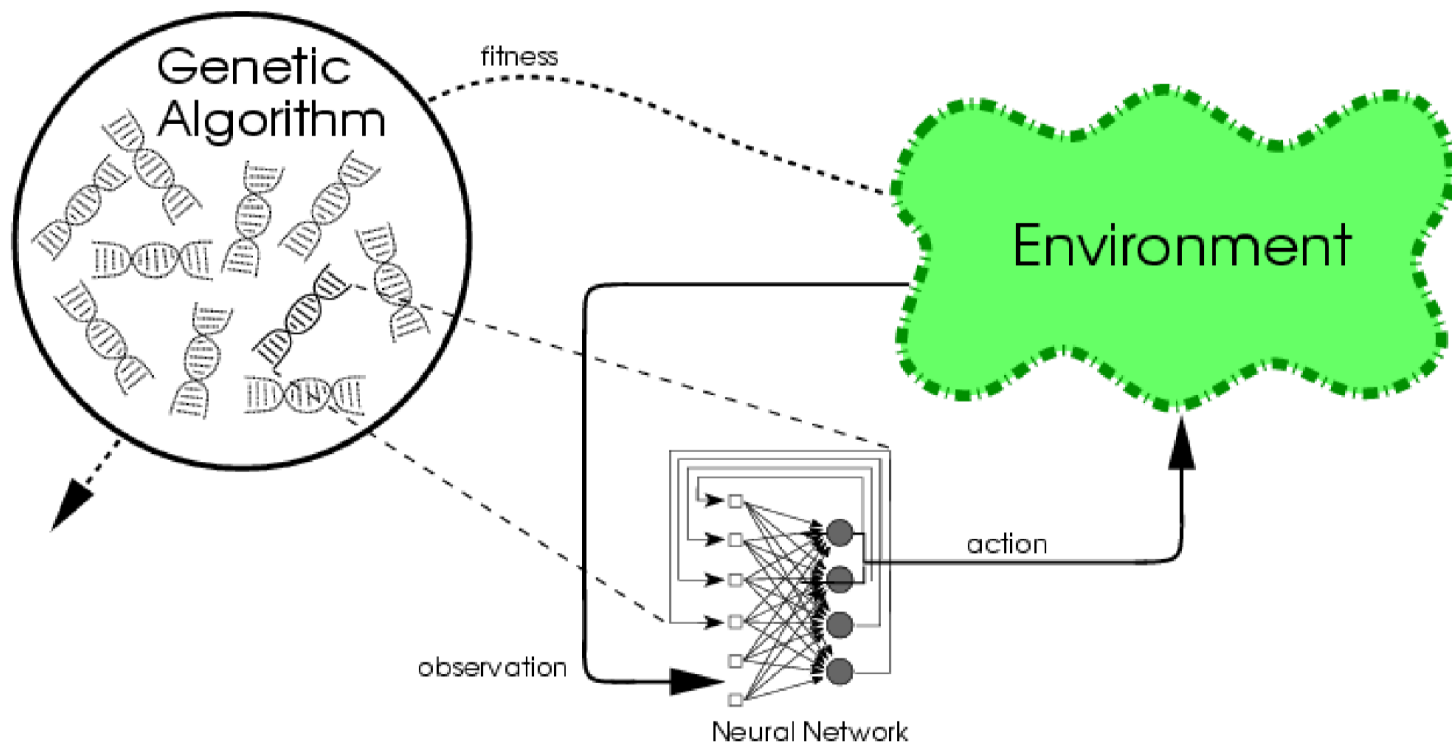 Genetic
Algorithm
fitness
Environment
action
observation
Neural Network